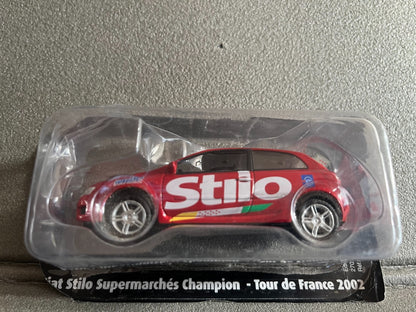 Stilo
iat Stilo Supermarchés Champion - Tour de France 2002